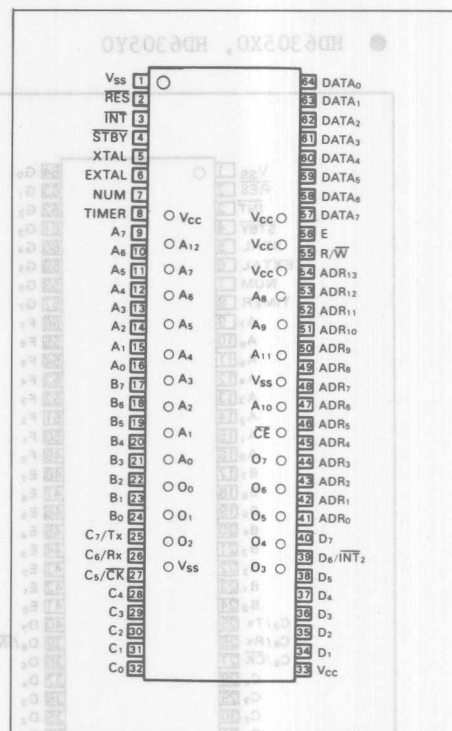 VSS 1 64 DATA0
RES 2 63 DATA1
INT 3 62 DATA2
STBY 4 61 DATA3
XTAL 5 60 DATA4
EXTAL 6 59 DATA5
NUM 7 58 DATA6
TIMER 8 VCC VCC 57 DATA7
A7 9 56 E
A6 10 A12 VCC 55 R/W
A5 11 A7 VCC 54 ADR13
A4 12 A6 A8 53 ADR12
A3 13 52 ADR11
A2 14 A5 A9 51 ADR10
A1 15 A4 A11 50 ADR9
A0 16 49 ADR8
B7 17 A3 VSS 48 ADR7
B6 18 A2 A10 47 ADR6
B5 19 46 ADR5
B4 20 A1 CE 45 ADR4
B3 21 A0 O7 44 ADR3
B2 22 O0 O6 43 ADR2
B1 23 42 ADR1
B0 24 O1 O5 41 ADR0
C7/Tx 25 40 D7
C6/Rx 26 O2 O4 39 D6/INT2
C5/CK 27 VSS O3 38 D5
C4 28 37 D4
C3 29 36 D3
C2 30 35 D2
C1 31 34 D1
C0 32 33 VCC